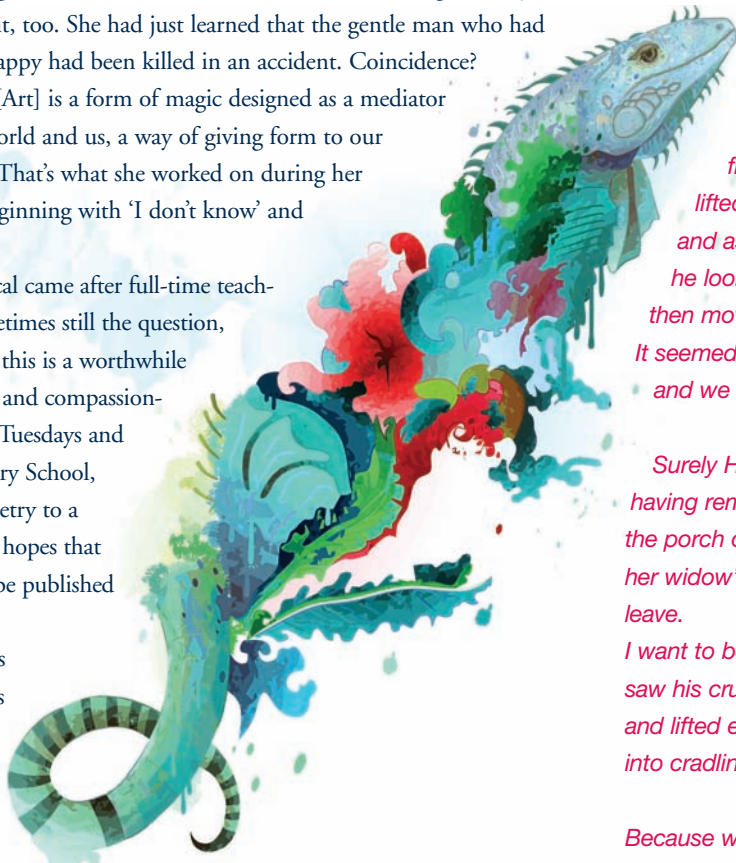 t, too. She had just learned that the gentle man who had
appy had been killed in an accident. Coincidence?
[Art] is a form of magic designed as a mediator
orld and us, a way of giving form to our
That’s what she worked on during her
ginning with ‘I don’t know’ and
cal came after full-time teach-
etimes still the question,
this is a worthwhile
and compassion-
Tuesdays and
ry School,
etry to a
hopes that
be published
s
s
lifted
and as
he loo
then mov
It seemed
and we
Surely H
having ren
the porch o
her widow’
leave.
I want to b
saw his cru
and lifted e
into cradlin
Because w